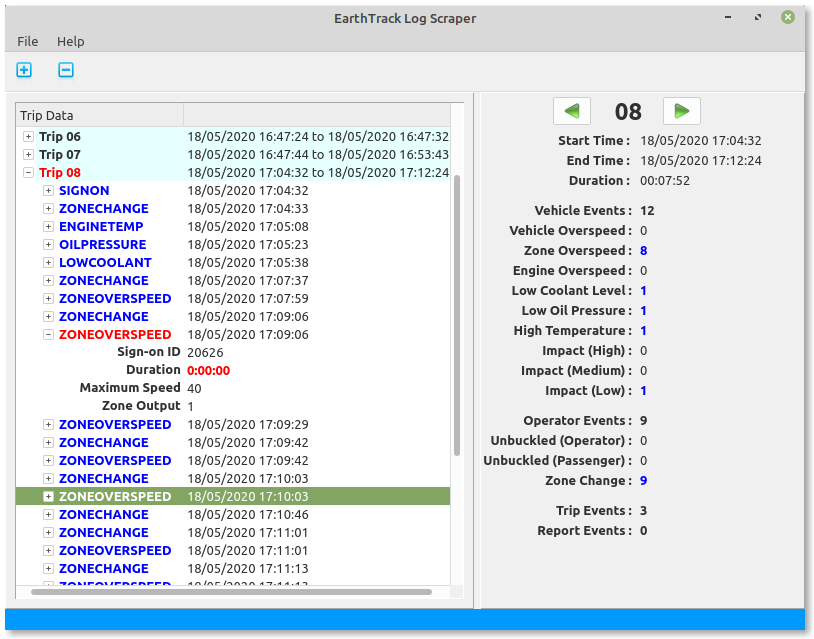 EarthTrack Log Scraper
File Help
Trip Data
Trip 06 18/05/2020 16:47:24 to 18/05/2020 16:47:32
Trip 07 18/05/2020 16:47:44 to 18/05/2020 16:53:43
Trip 08 18/05/2020 17:04:32 to 18/05/2020 17:12:24
SIGNON 18/05/2020 17:04:32
ZONECHANGE 18/05/2020 17:04:33
ENGINETEMP 18/05/2020 17:05:08
OILPRESSURE 18/05/2020 17:05:23
LOWCOOLANT 18/05/2020 17:05:38
ZONECHANGE 18/05/2020 17:07:37
ZONEOVERSPEED 18/05/2020 17:07:59
ZONECHANGE 18/05/2020 17:09:06
ZONEOVERSPEED 18/05/2020 17:09:06
Sign-on ID 20626
Duration 0:00:00
Maximum Speed 40
Zone Output 1
ZONEOVERSPEED 18/05/2020 17:09:29
ZONECHANGE 18/05/2020 17:09:42
ZONEOVERSPEED 18/05/2020 17:09:42
ZONECHANGE 18/05/2020 17:10:03
ZONEOVERSPEED 18/05/2020 17:10:03
ZONECHANGE 18/05/2020 17:10:46
ZONECHANGE 18/05/2020 17:11:01
ZONEOVERSPEED 18/05/2020 17:11:01
ZONECHANGE 18/05/2020 17:11:13
ZONEOVERSPEED 18/05/2020 17:11:13
08
Start Time : 18/05/2020 17:04:32
End Time : 18/05/2020 17:12:24
Duration : 00:07:52
Vehicle Events : 12
Vehicle Overspeed : 0
Zone Overspeed : 8
Engine Overspeed : 0
Low Coolant Level : 1
Low Oil Pressure : 1
High Temperature : 1
Impact (High) : 0
Impact (Medium) : 0
Impact (Low) : 1
Operator Events : 9
Unbuckled (Operator) : 0
Unbuckled (Passenger) : 0
Zone Change : 9
Trip Events : 3
Report Events : 0